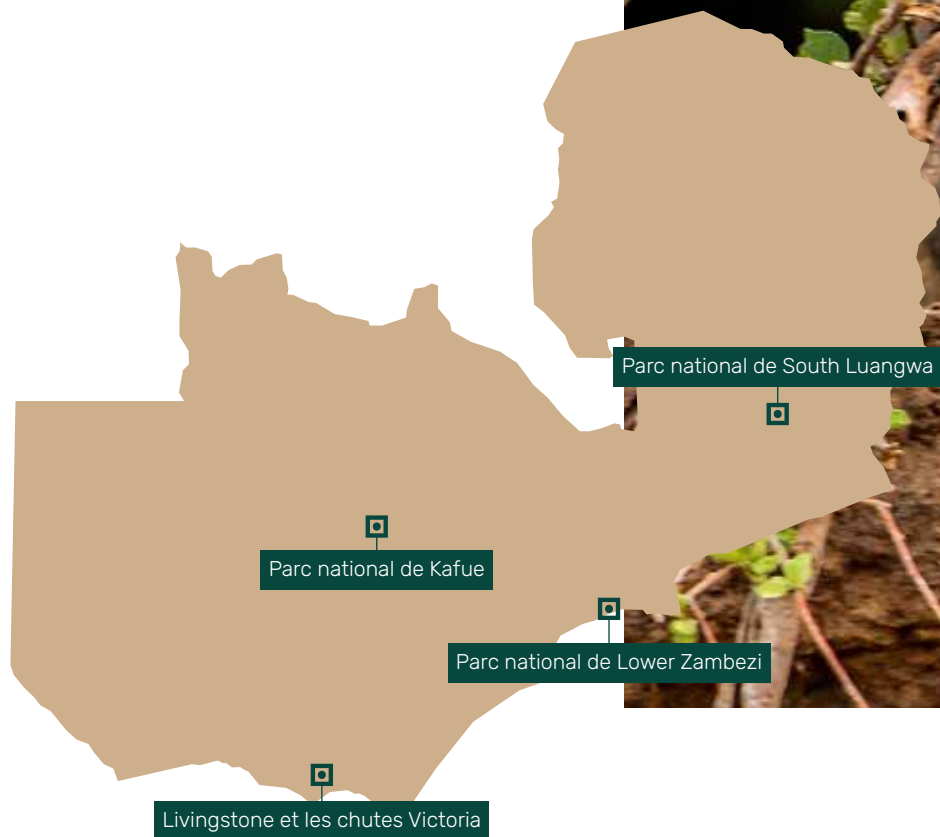 Parc national de South Luangwa
Parc national de Kafue
Parc national de Lower Zambezi
Livingstone et les chutes Victoria